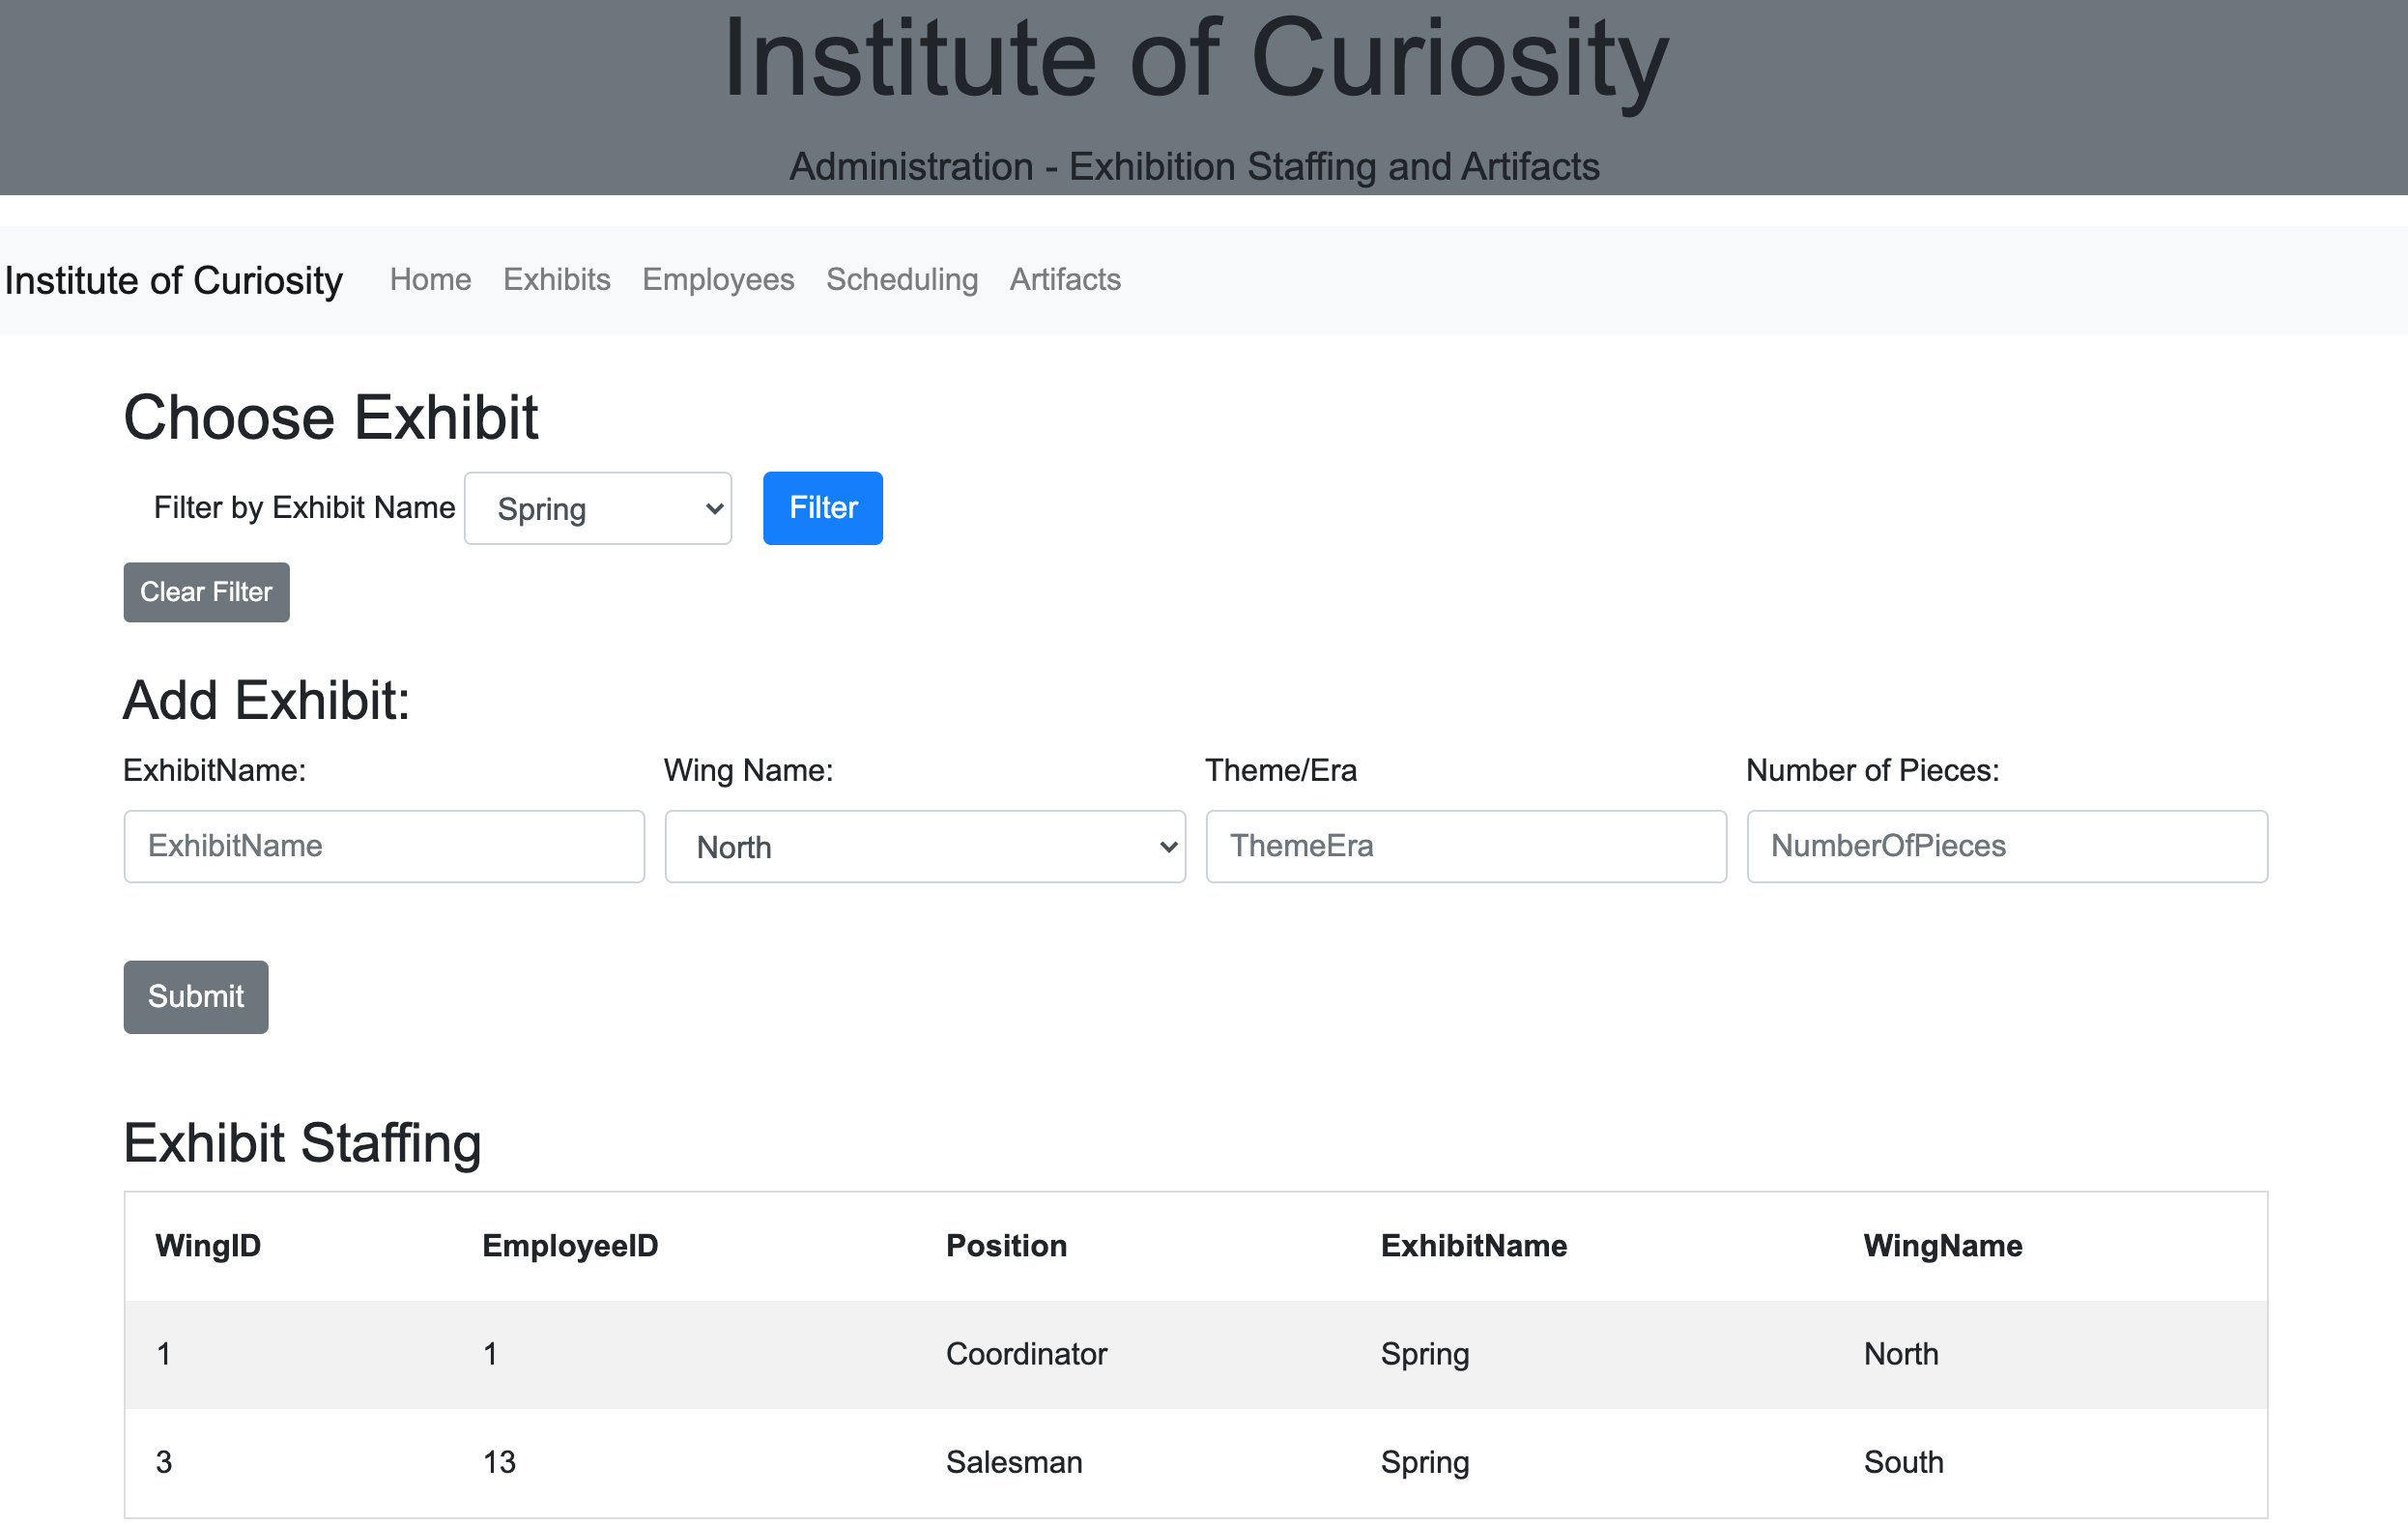 Institute of Curiosity
Administration - Exhibition Staffing and Artifacts
Institute of Curiosity Home Exhibits Employees Scheduling Artifacts
Choose Exhibit
Filter by Exhibit Name Spring Filter
Clear Filter
Add Exhibit:
ExhibitName: Wing Name: Theme/Era Number of Pieces:
ExhibitName North ThemeEra NumberOfPieces
Submit
Exhibit Staffing
WingID EmployeeID Position ExhibitName WingName
1 1 Coordinator Spring North
3 13 Salesman Spring South